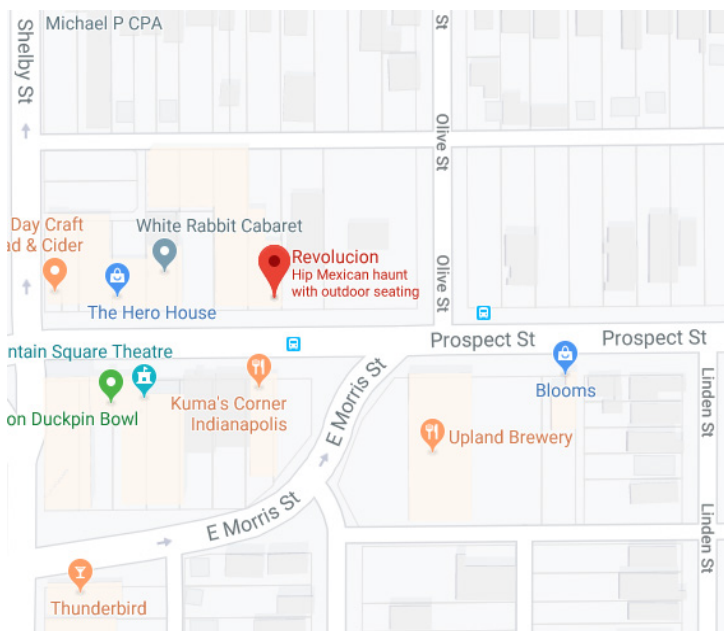 Michael P CPA
Shelby St
St
Olive St
Day Craft
ad & Cider
White Rabbit Cabaret
Revolucion
Hip Mexican haunt
with outdoor seating
Olive St
The Hero House
Prospect St
Prospect St
ntain Square Theatre
Kuma's Corner
Indianapolis
on Duckpin Bowl
E Morris St
Blooms
Linden St
Upland Brewery
E Morris St
Linden St
Thunderbird